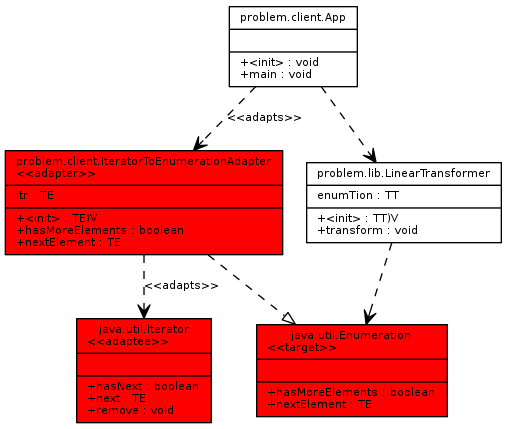 problem.client.App
+<init> : void
+main : void
<<adapts>>
problem.client.IteratorToEnumerationAdapter
<<adapter>>
itr : TE
+<init> : TE)V
+hasMoreElements : boolean
+nextElement : TE
problem.lib.LinearTransformer
enumTion : TT
+<init> : TT)V
+transform : void
<<adapts>>
java.util.Iterator
<<adaptee>>
+hasNext : boolean
+next : TE
+remove : void
java.util.Enumeration
<<target>>
+hasMoreElements : boolean
+nextElement : TE